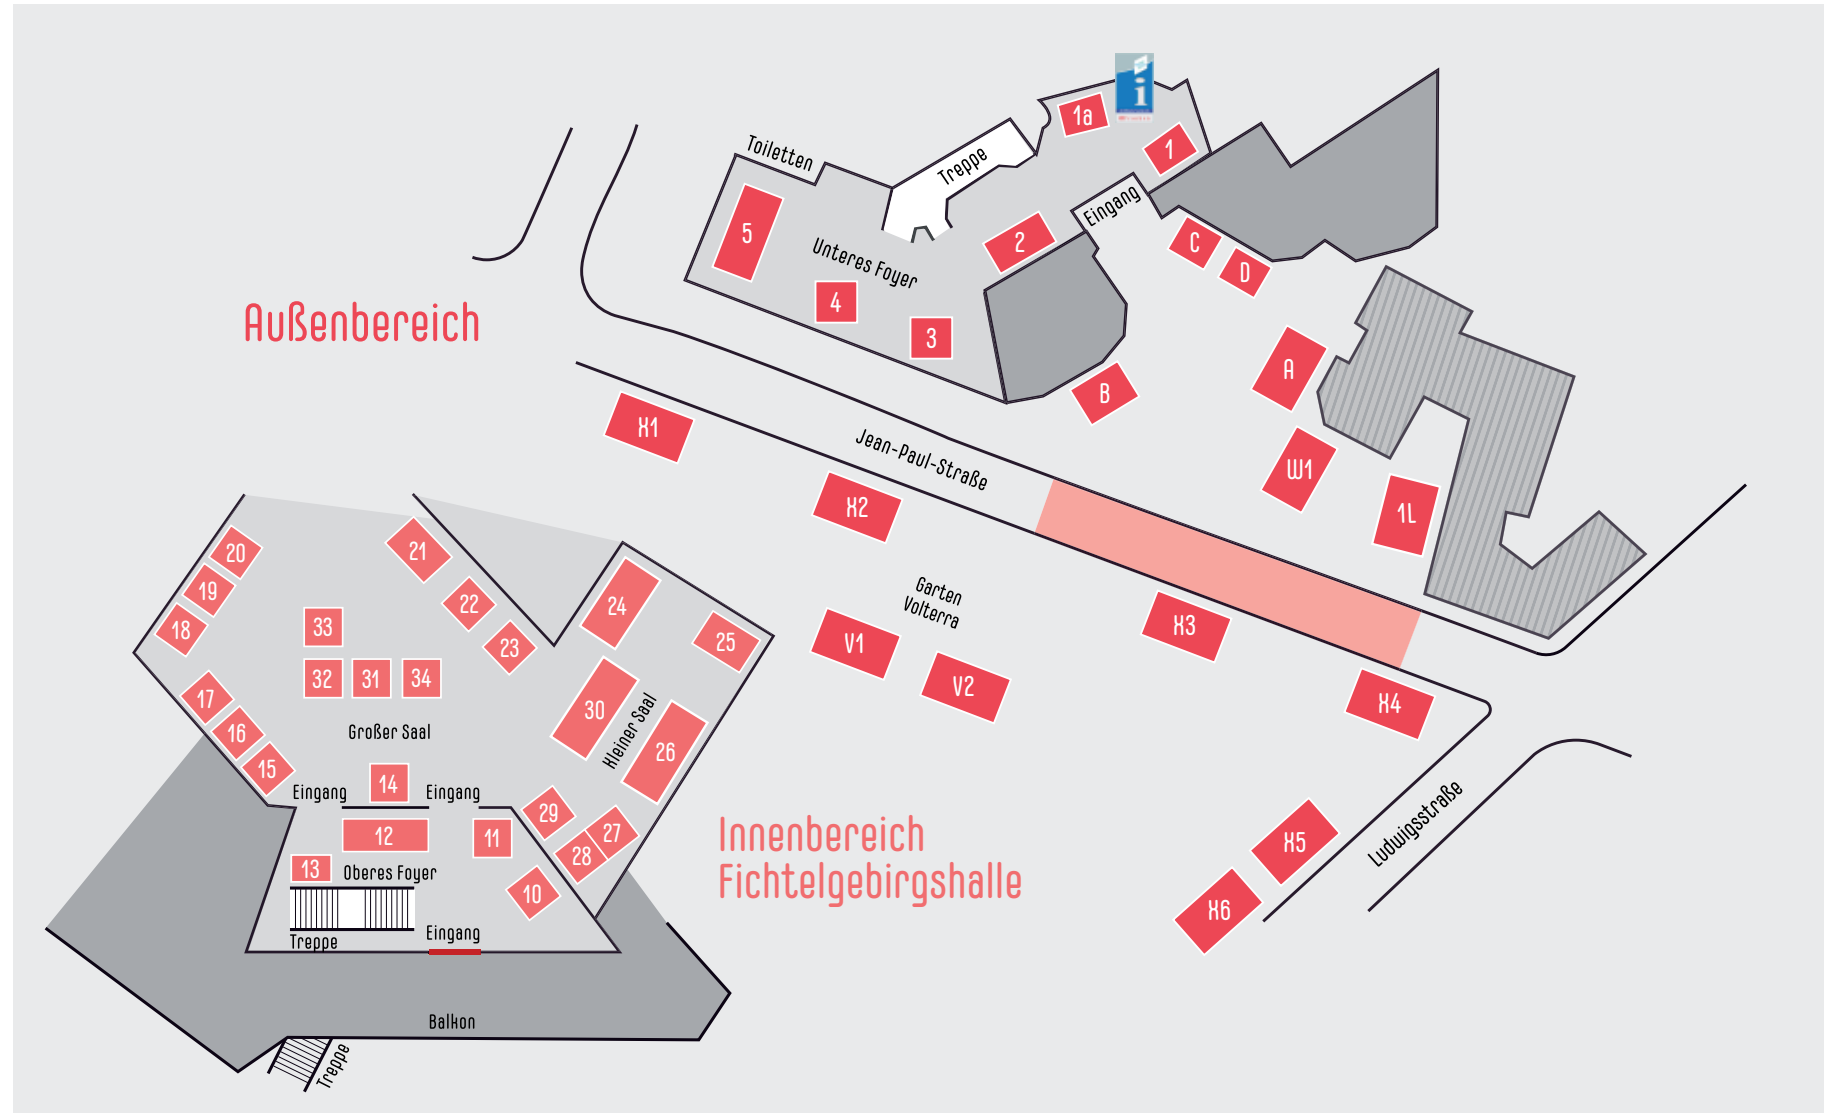 i
1a
1
Toiletten
Treppe
Eingang
5
Unteres Foyer
2
C
D
4
3
A
B
Außenbereich
X1
Jean-Paul-Straße
W1
X2
1L
Garten
Volterra
V1
V2
X3
X4
X5
X6
Ludwigsstraße
20
19
18
21
22
23
24
25
33
32
31
34
30
Kleiner Saal
26
17
16
15
Großer Saal
Eingang
14
Eingang
29
27
28
12
11
13
Oberes Foyer
10
Treppe
Eingang
Innenbereich
Fichtelgebirgshalle
Balkon
Treppe